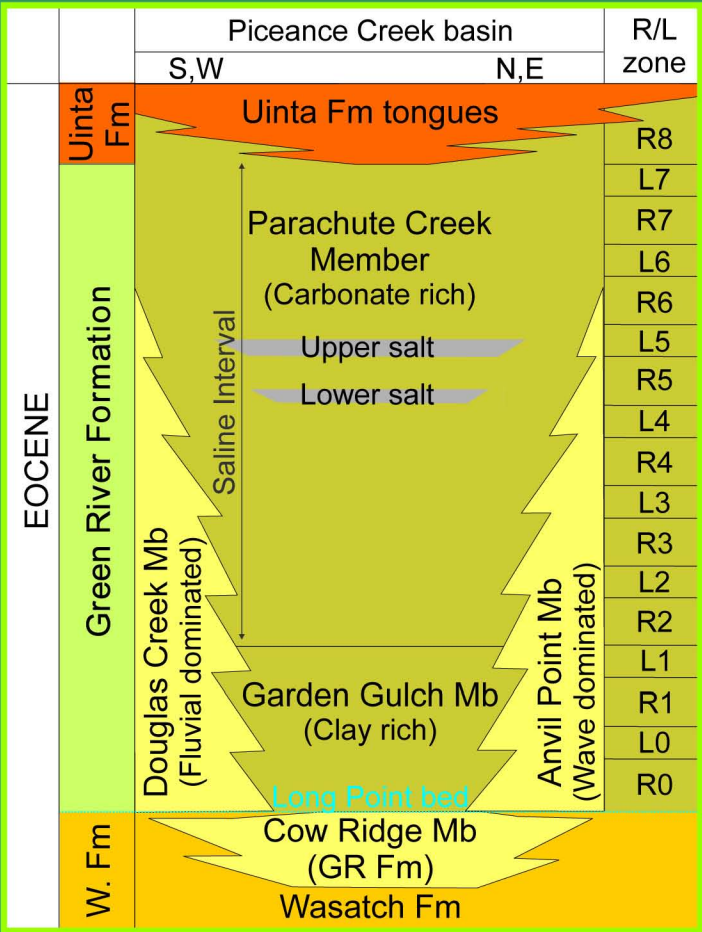 Piceance Creek basin
S,W
N,E
R/L
zone
EOCENE
Uinta
Fm
Green River Formation
W. Fm
Uinta Fm tongues
Parachute Creek
Member
(Carbonate rich)
Saline Interval
Upper salt
Lower salt
Douglas Creek Mb
(Fluvial dominated)
Anvil Point Mb
(Wave dominated)
Garden Gulch Mb
(Clay rich)
Long Point bed
Cow Ridge Mb
(GR Fm)
Wasatch Fm
R8
L7
R7
L6
R6
L5
R5
L4
R4
L3
R3
L2
R2
L1
R1
L0
R0